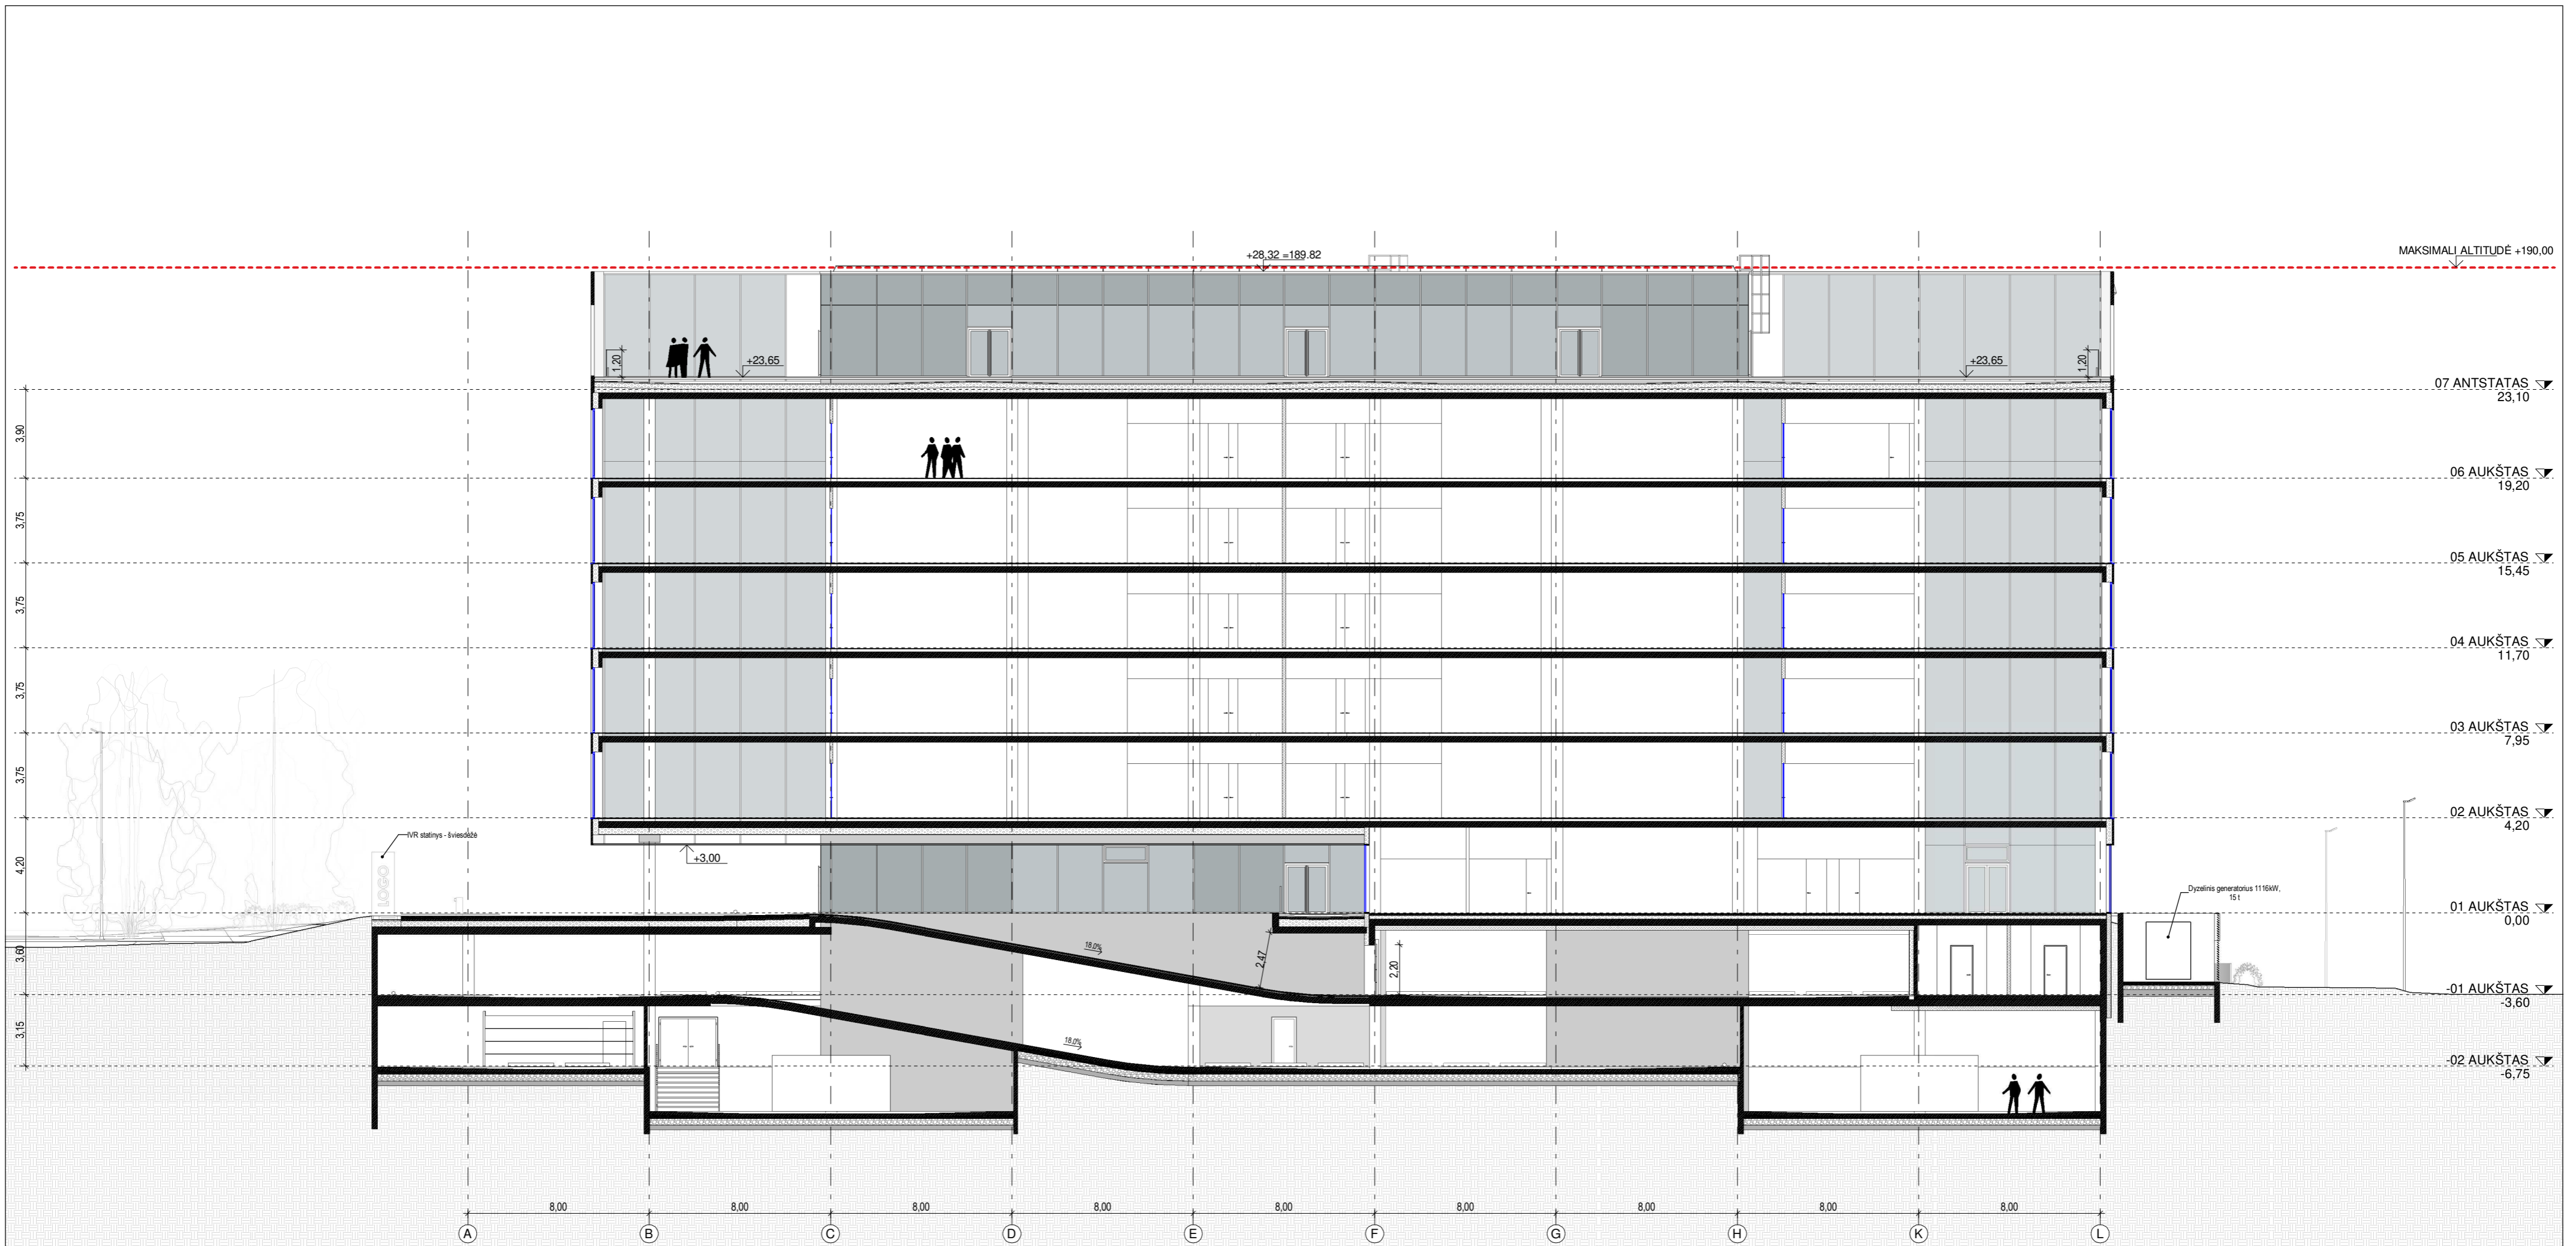 MAKSIMALI ALTITUDĖ +190,00
+28,32 =189.82
1,20
+23,65
+23,65
1,20
07 ANTSTATAS
23,10
3,90
06 AUKŠTAS
19,20
3,75
05 AUKŠTAS
15,45
3,75
04 AUKŠTAS
11,70
3,75
03 AUKŠTAS
7,95
3,75
02 AUKŠTAS
4,20
IVR statinys - šviesdėžė
+3,00
4,20
LOGO
Dyzelinis generatorius 1116kW,
15 t
01 AUKŠTAS
0,00
3,60
18.0%
2,47
2,20
-01 AUKŠTAS
-3,60
3,15
18.0%
-02 AUKŠTAS
-6,75
8,00 8,00 8,00 8,00 8,00 8,00 8,00 8,00 8,00
A B C D E F G H K L